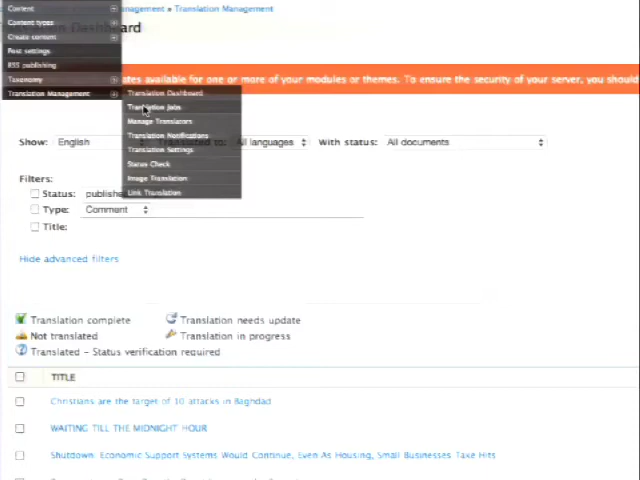 Content
Content types
Create content
Post settings
RSS publishing
Taxonomy
Translation Management
Management » Translation Management
Dashboard
ates available for one or more of your modules or themes. To ensure the security of your server, you should
Translation Dashboard
Translation Jobs
Manage Translators
Translation Notifications
Translation Settings
Status Check
Image Translation
Link Translation
Show: English Translated to: All languages With status: All documents
Filters:
Status: publishe
Type: Comment
Title:
Hide advanced filters
Translation complete Translation needs update
Not translated Translation in progress
Translated – Status verification required
TITLE
Christians are the target of 10 attacks in Baghdad
WAITING TILL THE MIDNIGHT HOUR
Shutdown: Economic Support Systems Would Continue, Even As Housing, Small Businesses Take Hits